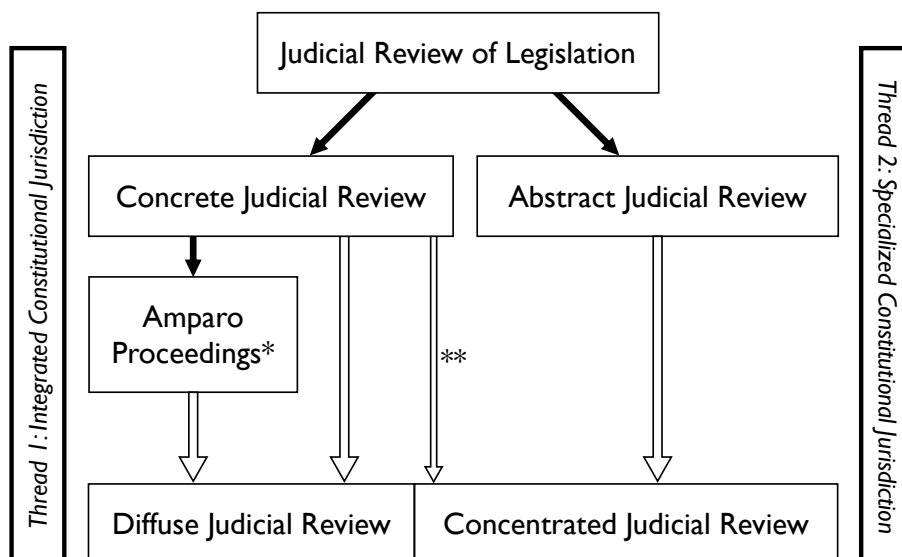 Judicial Review of Legislation
Thread 1: Integrated Constitutional Jurisdiction
Thread 2: Specialized Constitutional Jurisdiction
Concrete Judicial Review
Abstract Judicial Review
Amparo
Proceedings*
**
Diffuse Judicial Review
Concentrated Judicial Review